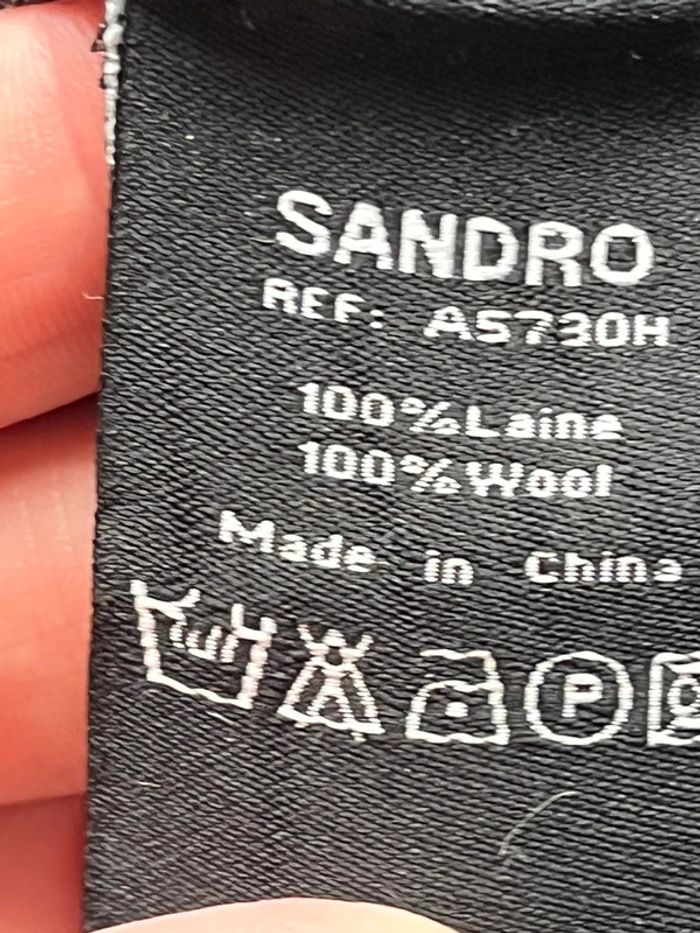 SANDRO
REF: A5730H
100%Laine
100%Wool
Made in China
P